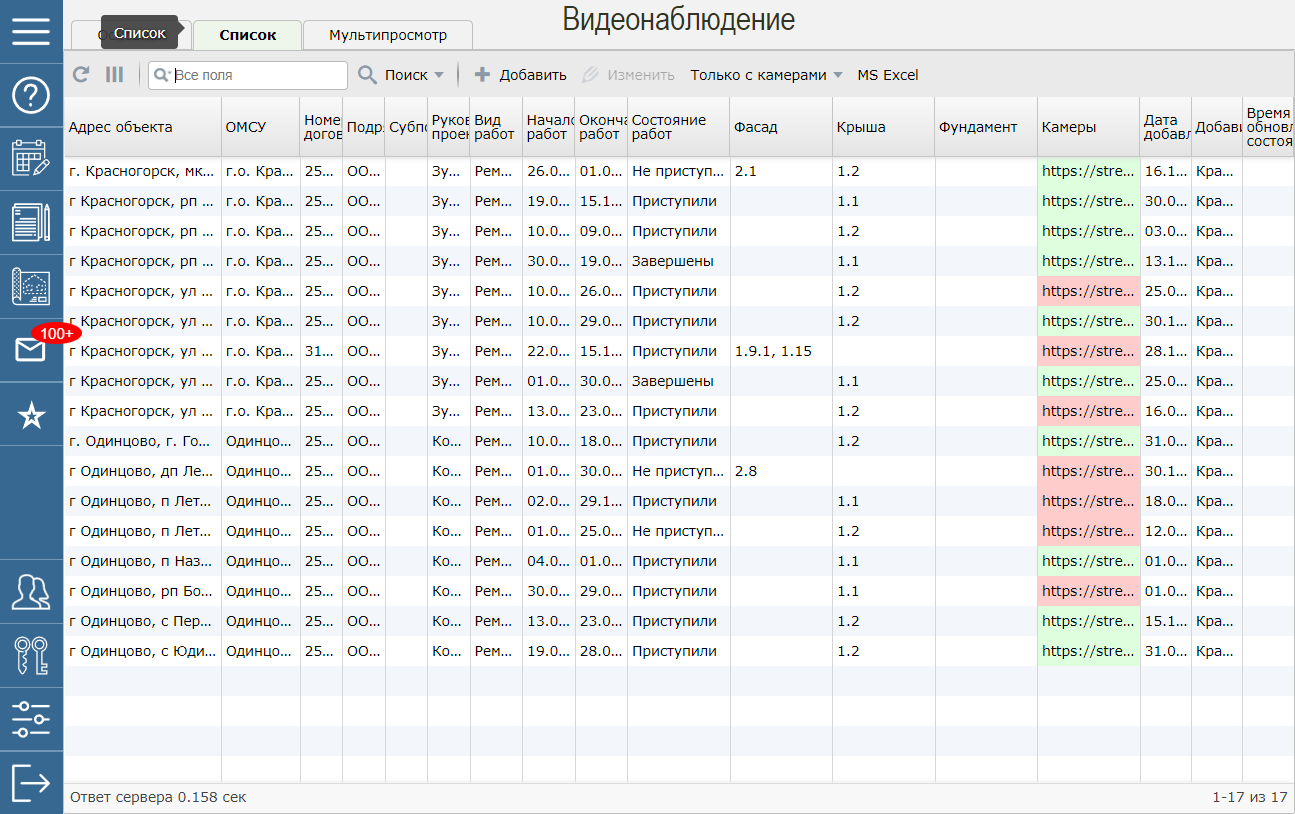 Видеонаблюдение
Список
Список
Мультипросмотр
Все поля
Поиск
Добавить
Изменить
Только с камерами
MS Excel
Адрес объекта ОМСУ Номе догов Подр Субпо Руков проек Вид работ Начало работ Оконча работ Состояние работ Фасад Крыша Фундамент Камеры Дата добавл Добави Время обновл состоя
г. Красногорск, мк... г.о. Кра... 25... ОО... Зу... Рем... 26.0... 01.0... Не приступ... 2.1 1.2 https://stre... 16.1... Кра...
г Красногорск, рп ... г.о. Кра... 25... ОО... Зу... Рем... 19.0... 15.1... Приступили 1.1 https://stre... 30.0... Кра...
г Красногорск, рп ... г.о. Кра... 25... ОО... Зу... Рем... 10.0... 09.0... Приступили 1.2 https://stre... 03.0... Кра...
г Красногорск, рп ... г.о. Кра... 25... ОО... Зу... Рем... 30.0... 19.0... Завершены 1.1 https://stre... 13.1... Кра...
г Красногорск, ул ... г.о. Кра... 25... ОО... Зу... Рем... 10.0... 26.0... Приступили 1.2 https://stre... 25.0... Кра...
100+
г Красногорск, ул ... г.о. Кра... 25... ОО... Зу... Рем... 10.0... 29.0... Приступили 1.2 https://stre... 30.1... Кра...
г Красногорск, ул ... г.о. Кра... 31... ОО... Зу... Рем... 22.0... 15.1... Приступили 1.9.1, 1.15 https://stre... 28.1... Кра...
г Красногорск, ул ... г.о. Кра... 25... ОО... Зу... Рем... 01.0... 30.0... Завершены 1.1 https://stre... 25.0... Кра...
г Красногорск, ул ... г.о. Кра... 25... ОО... Зу... Рем... 13.0... 23.0... Приступили 1.2 https://stre... 16.0... Кра...
г. Одинцово, г. Го... Одинцо... 25... ОО... Ко... Рем... 10.0... 18.0... Приступили 1.2 https://stre... 31.0... Кра...
г Одинцово, дп Ле... Одинцо... 25... ОО... Ко... Рем... 01.0... 30.0... Не приступ... 2.8 https://stre... 30.1... Кра...
г Одинцово, п Лет... Одинцо... 25... ОО... Ко... Рем... 02.0... 29.1... Приступили 1.1 https://stre... 18.0... Кра...
г Одинцово, п Лет... Одинцо... 25... ОО... Ко... Рем... 01.0... 25.0... Не приступ... 1.2 https://stre... 12.0... Кра...
г Одинцово, п Наз... Одинцо... 25... ОО... Ко... Рем... 04.0... 01.0... Приступили 1.1 https://stre... 01.0... Кра...
г Одинцово, рп Бо... Одинцо... 25... ОО... Ко... Рем... 30.0... 29.0... Приступили 1.1 https://stre... 01.0... Кра...
г Одинцово, с Пер... Одинцо... 25... ОО... Ко... Рем... 13.0... 23.0... Приступили 1.2 https://stre... 15.1... Кра...
г Одинцово, с Юди... Одинцо... 25... ОО... Ко... Рем... 19.0... 28.0... Приступили 1.2 https://stre... 31.0... Кра...
Ответ сервера 0.158 сек
1-17 из 17